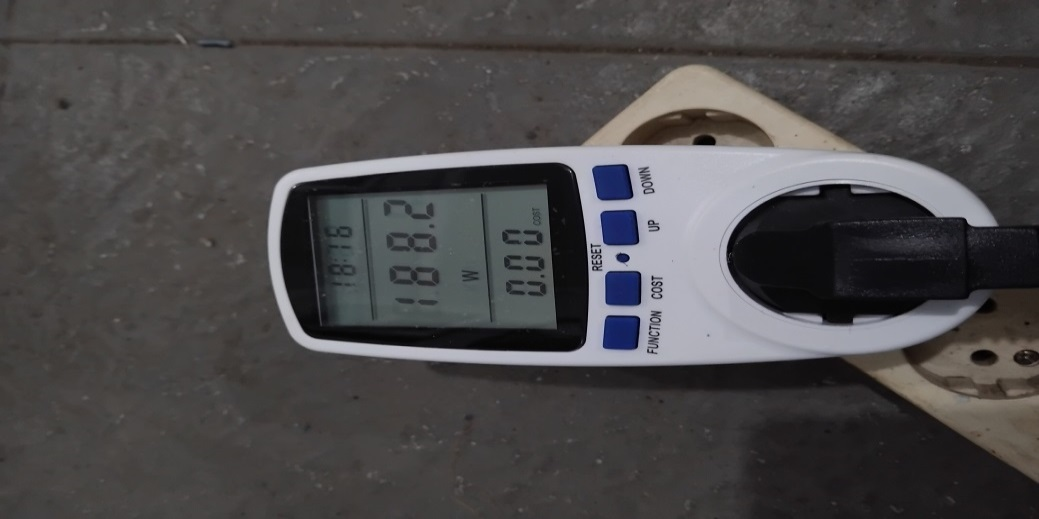 18:16
188.2
W
0.00 COST
FUNCTION COST RESET UP DOWN